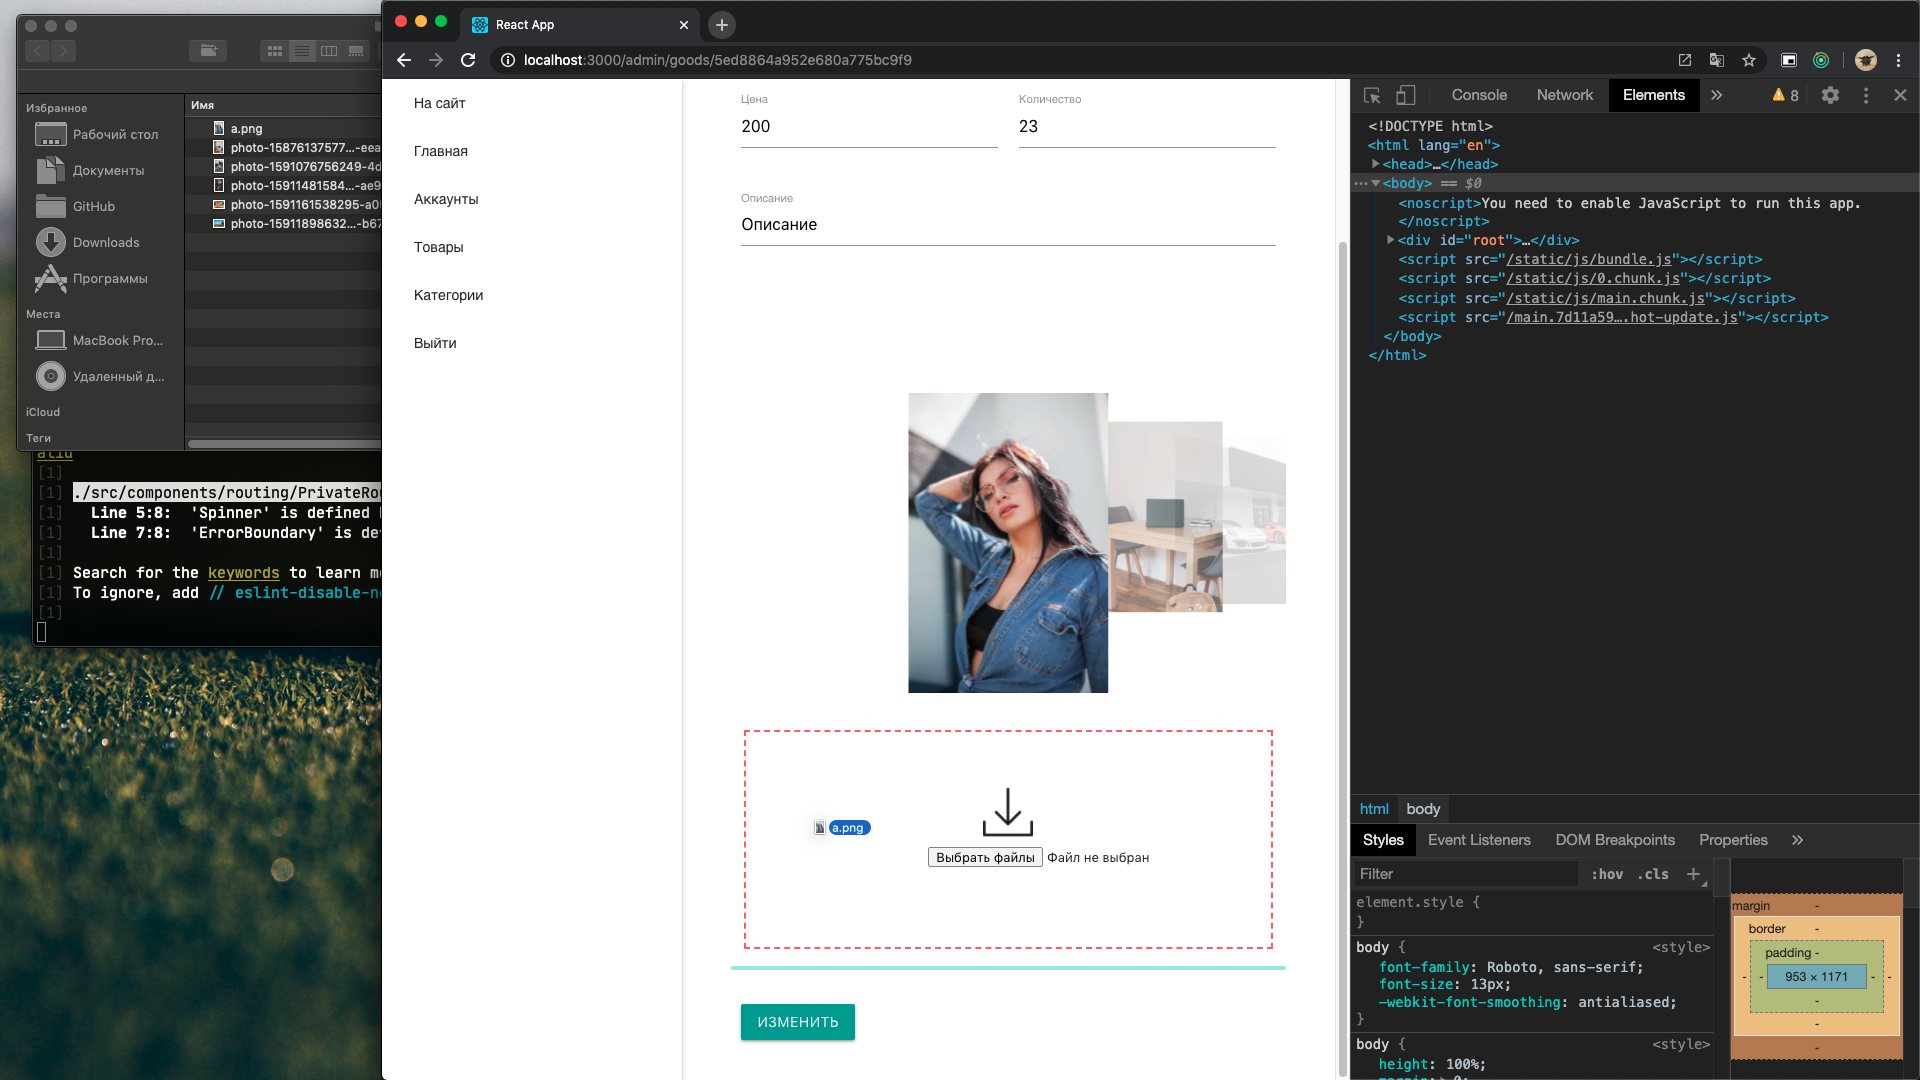 Избранное
Рабочий стол
Документы
GitHub
Downloads
Программы
Места
MacBook Pro...
Удаленный д...
iCloud
Теги
Имя
a.png
photo-15876137577...-eea
photo-1591076756249-4d
photo-15911481584...-ae9
photo-1591161538295-a0
photo-15911898632...-b67
[1]
[1] ./src/components/routing/PrivateRo
[1] Line 5:8: 'Spinner' is defined
[1] Line 7:8: 'ErrorBoundary' is de
[1]
[1] Search for the keywords to learn m
[1] To ignore, add // eslint-disable-n
[1]
React App
localhost:3000/admin/goods/5ed8864a952e680a775bc9f9
На сайт
Главная
Аккаунты
Товары
Категории
Выйти
Цена
200
Количество
23
Описание
Описание
a.png
Выбрать файлы Файл не выбран
ИЗМЕНИТЬ
Console Network Elements » 8
<!DOCTYPE html>
<html lang="en">
<head>…</head>
<body> == $0
<noscript>You need to enable JavaScript to run this app.
</noscript>
<div id="root">…</div>
<script src="/static/js/bundle.js"></script>
<script src="/static/js/0.chunk.js"></script>
<script src="/static/js/main.chunk.js"></script>
<script src="/main.7d11a59….hot-update.js"></script>
</body>
</html>
html body
Styles Event Listeners DOM Breakpoints Properties »
Filter :hov .cls +
element.style {
}
body { <style>
font-family: Roboto, sans-serif;
font-size: 13px;
-webkit-font-smoothing: antialiased;
}
body { <style>
height: 100%;
margin -
border -
padding -
- - 953 × 1171 - -
-
-
-